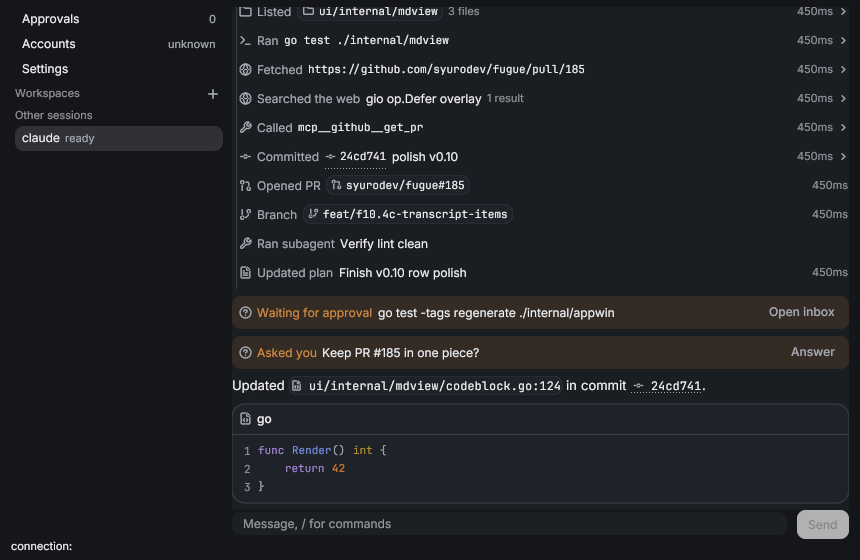 Approvals 0
Accounts unknown
Settings
Workspaces +
Other sessions
claude ready
connection:
Listed ui/internal/mdview 3 files 450ms
Ran go test ./internal/mdview 450ms
Fetched https://github.com/syurodev/fugue/pull/185 450ms
Searched the web gio op.Defer overlay 1 result 450ms
Called mcp__github__get_pr 450ms
Committed 24cd741 polish v0.10 450ms
Opened PR syurodev/fugue#185 450ms
Branch feat/f10.4c-transcript-items 450ms
Ran subagent Verify lint clean
Updated plan Finish v0.10 row polish 450ms
Waiting for approval go test -tags regenerate ./internal/appwin Open inbox
Asked you Keep PR #185 in one piece? Answer
Updated ui/internal/mdview/codeblock.go:124 in commit 24cd741.
go
1 func Render() int {
2     return 42
3 }
Message, / for commands Send